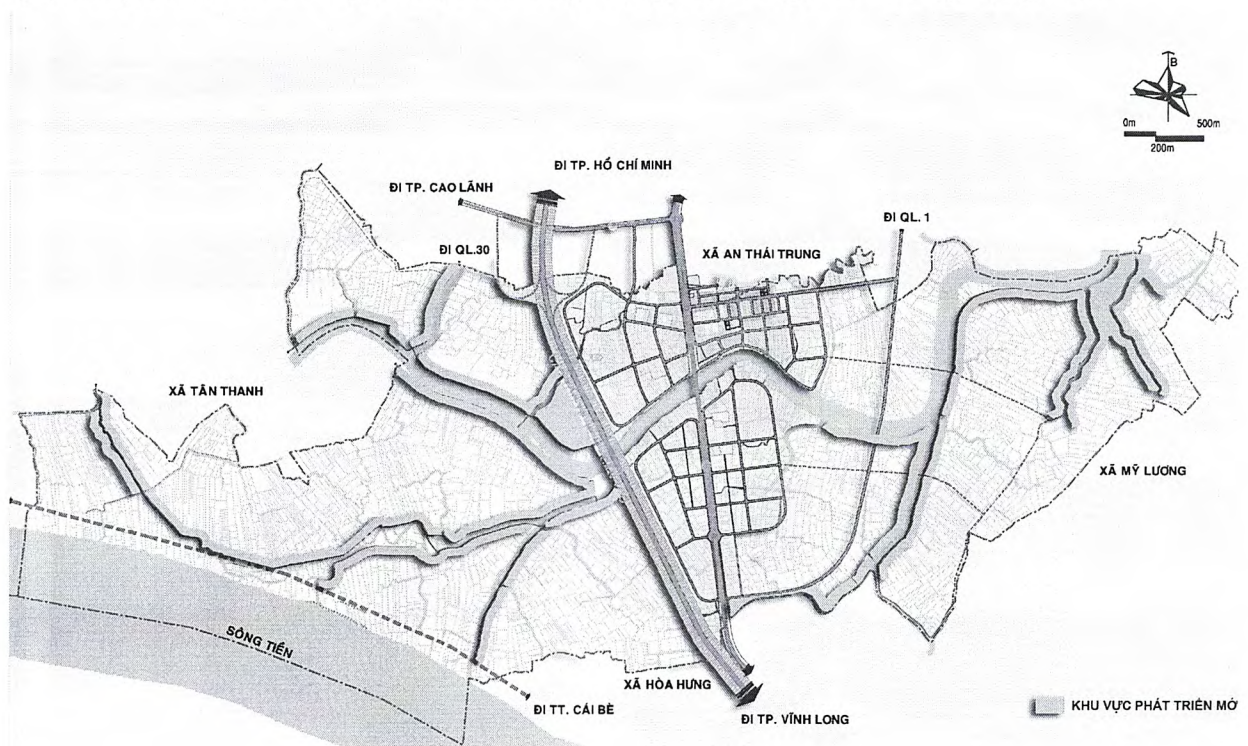 B
0m 500m
200m
ĐI TP. HỒ CHÍ MINH
ĐI TP. CAO LÃNH
ĐI QL. 1
ĐI QL.30
XÃ AN THÁI TRUNG
XÃ TÂN THANH
XÃ MỸ LƯƠNG
SÔNG TIỀN
XÃ HÒA HƯNG
ĐI TT. CÁI BÈ
ĐI TP. VĨNH LONG
KHU VỰC PHÁT TRIỂN MỞ